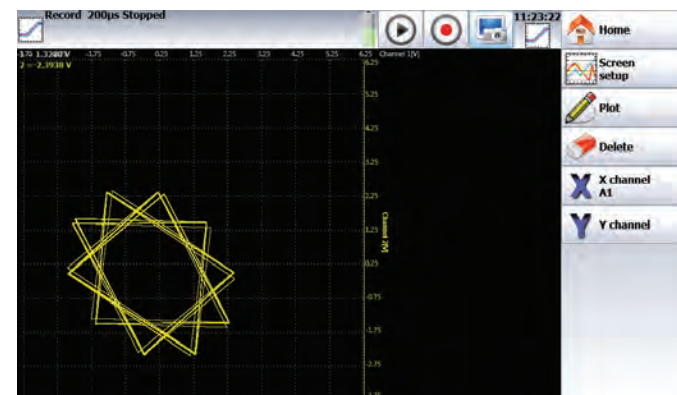 Record 200µs Stopped
11:23:22
2 =-2,3938 V
-1.75 -0.75 0.25 1.25 2.25 3.25 4.25 5.25 6.25 Channel 1[V]
6.25
5.25
4.25
3.25
2.25
1.25
0.25
-0.75
-1.75
-2.75
Channel 2[V]
Home
Screen
setup
Plot
Delete
X X channel
A1
Y Y channel